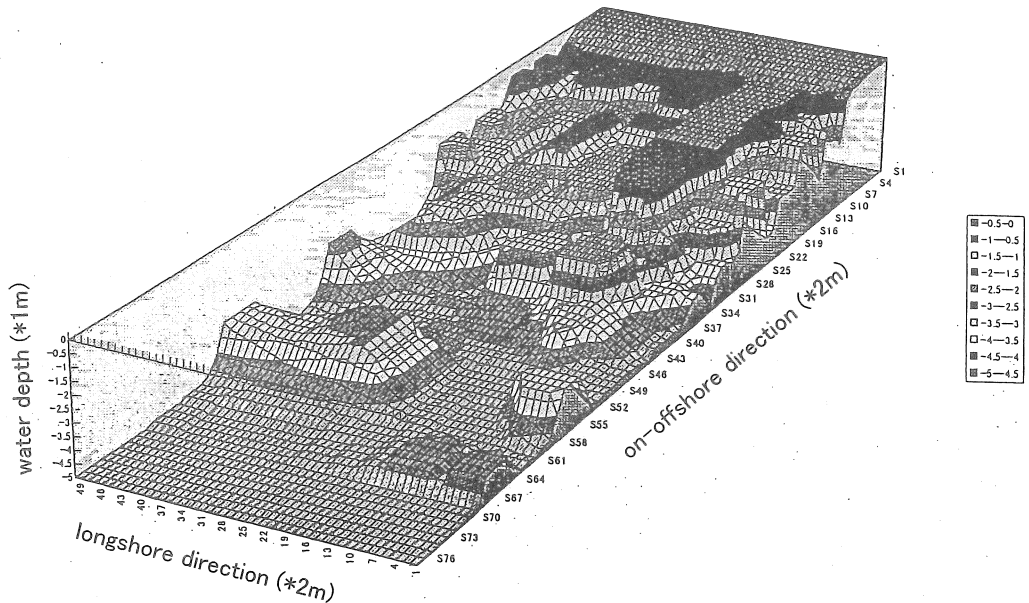 water depth (*1m)
0
-0.5
-1
-1.5
-2
-2.5
-3
-3.5
-4
-4.5
-5
49
46
43
40
37
34
31
28
25
22
19
16
13
10
7
4
1
longshore direction (*2m)
S76
S73
S70
S67
S64
S61
S58
S55
S52
S49
S46
S43
S40
S37
S34
S31
S28
S25
S22
S19
S16
S13
S10
S7
S4
S1
on-offshore direction (*2m)
-0.5-0
-1--0.5
-1.5--1
-2--1.5
-2.5--2
-3--2.5
-3.5--3
-4--3.5
-4.5--4
-5--4.5